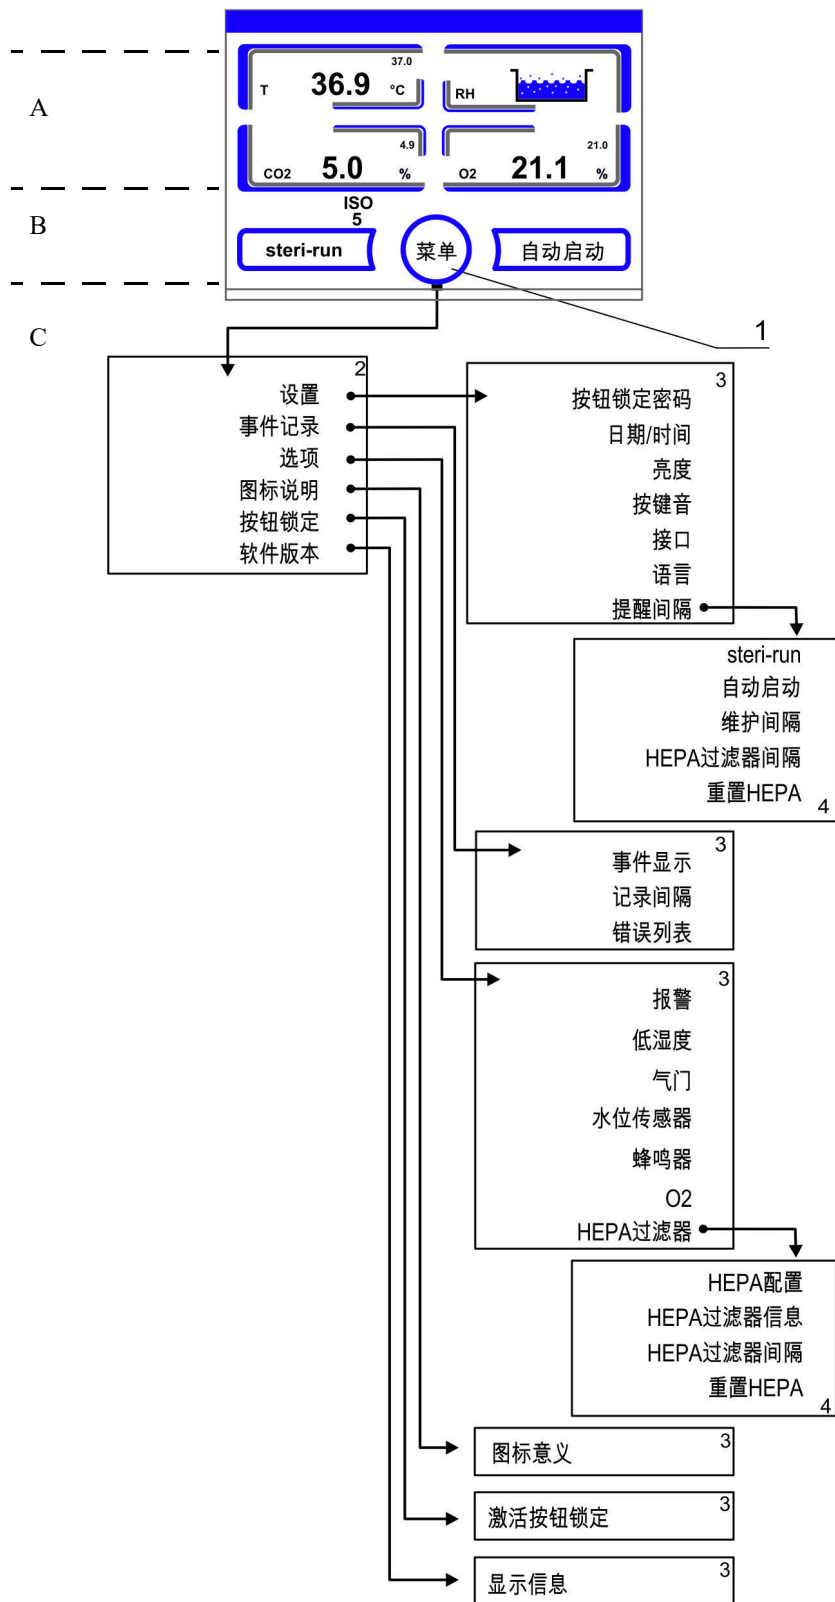 A
B
C
37.0
T 36.9 °C
RH
4.9
CO2 5.0 %
21.0
O2 21.1 %
ISO
5
steri-run
菜单
自动启动
1
2
设置
事件记录
选项
图标说明
按钮锁定
软件版本
3
按钮锁定密码
日期/时间
亮度
按键音
接口
语言
提醒间隔
steri-run
自动启动
维护间隔
HEPA过滤器间隔
重置HEPA
4
3
事件显示
记录间隔
错误列表
3
报警
低湿度
气门
水位传感器
蜂鸣器
O2
HEPA过滤器
HEPA配置
HEPA过滤器信息
HEPA过滤器间隔
重置HEPA
4
图标意义
3
激活按钮锁定
3
显示信息
3